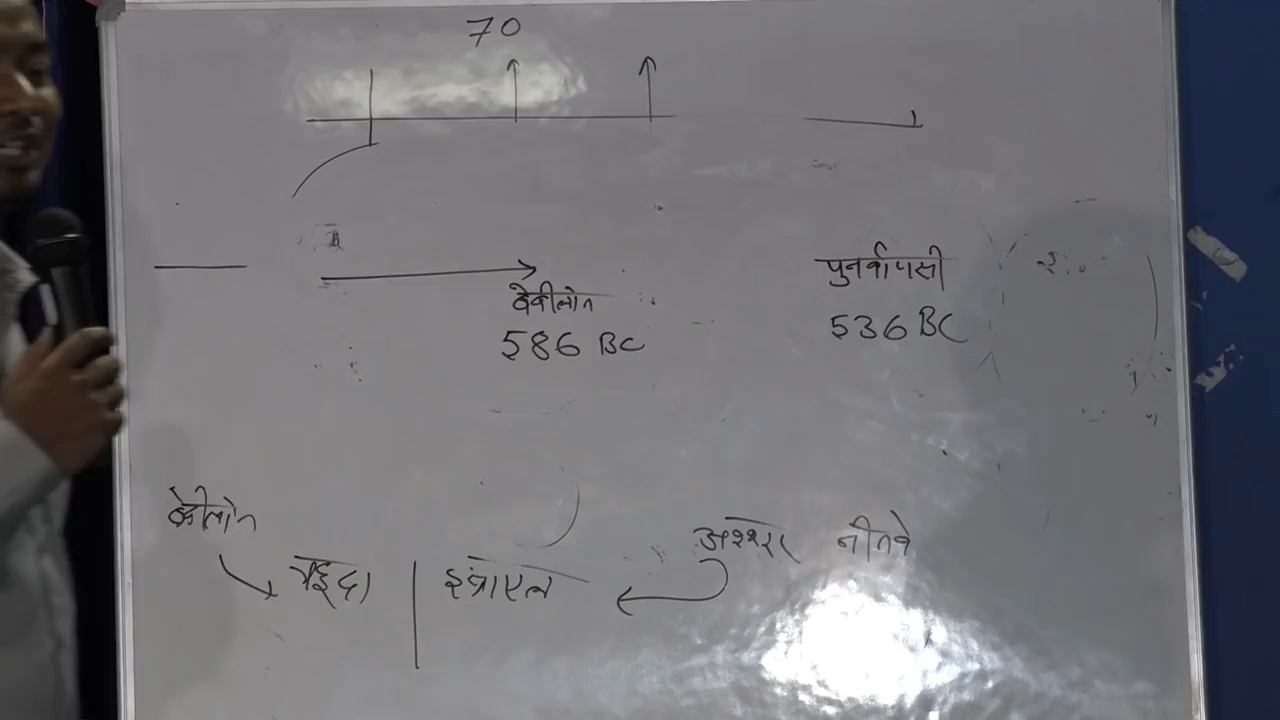 70
बेबीलोन
586 BC
पुनर्वापसी
536 BC
बेबीलोन
यहूदा | इस्राएल
अश्शूर नीनवे